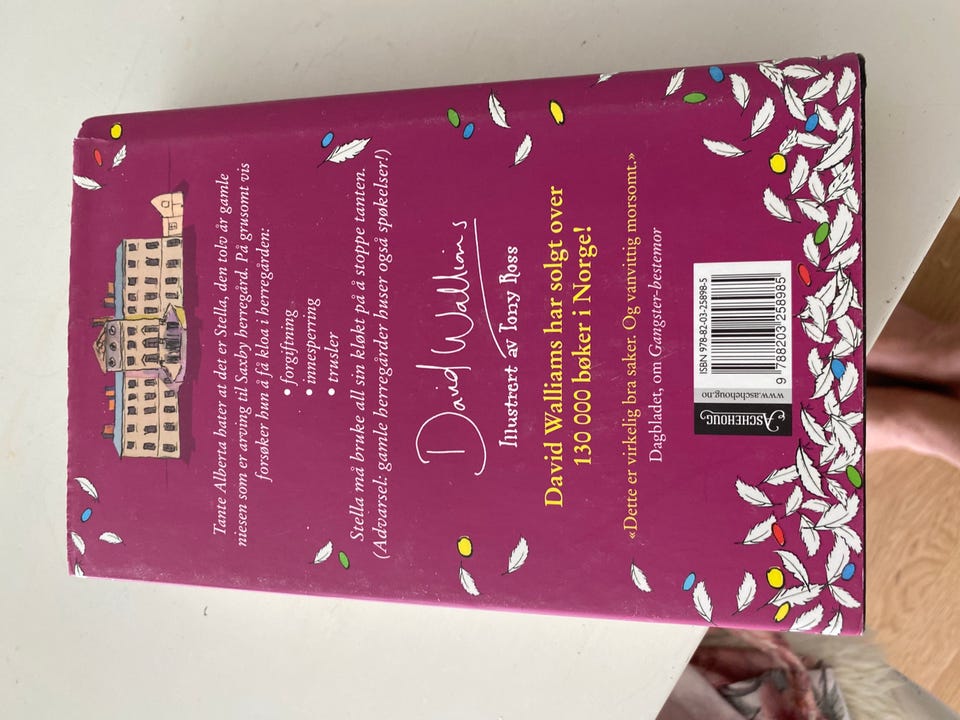 Tante Alberta hater at det er Stella, den tolv år gamle
niesen som er arving til Saxby herregård. På grusomt vis
forsøker hun å få kloa i herregården:
• forgiftning
• innesperring
• trusler
Stella må bruke all sin kløkt på å stoppe tanten.
(Advarsel: gamle herregårder huser også spøkelser!)
David Walliams
Illustrert av Tony Ross
David Walliams har solgt over
130 000 bøker i Norge!
«Dette er virkelig bra saker. Og vanvittig morsomt.»
Dagbladet, om Gangster-bestemor
ASCHEHOUG
www.aschehoug.no
ISBN 978-82-03-25898-5
9 788203 258985